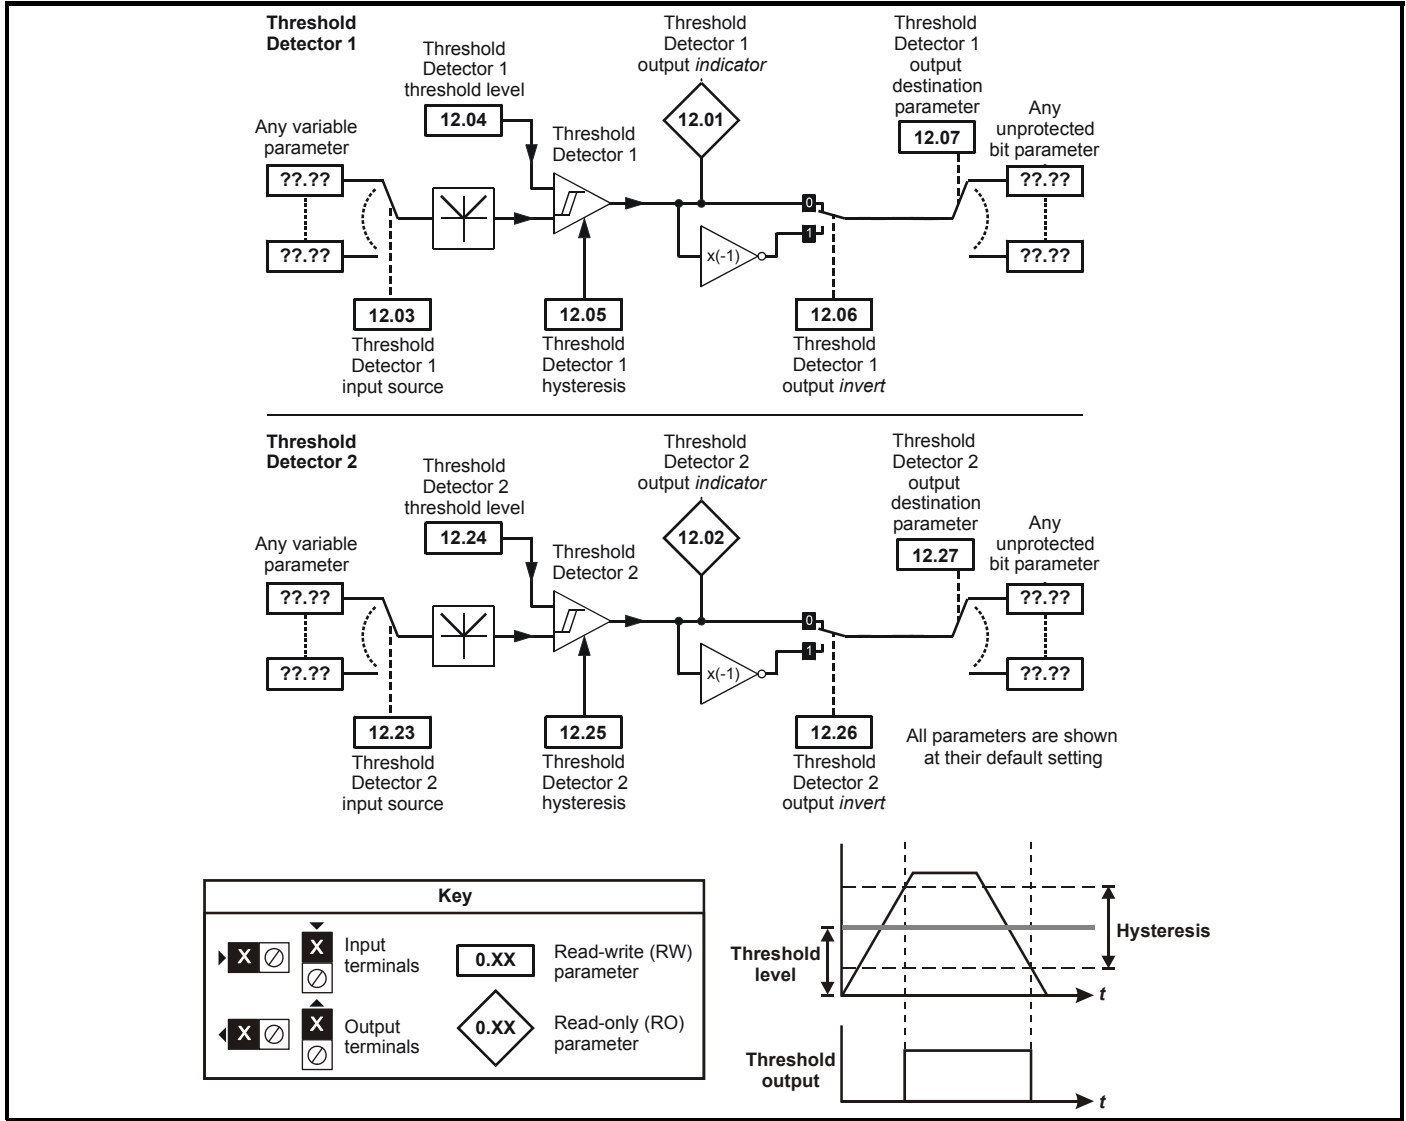 Threshold
Detector 1
Threshold
Detector 1
threshold level
12.04
Threshold
Detector 1
output indicator
12.01
Threshold
Detector 1
output
destination
parameter
12.07
Any variable
parameter
??.??
??.??
Threshold
Detector 1
Any
unprotected
bit parameter
??.??
??.??
0
1
x(-1)
12.03
Threshold
Detector 1
input source
12.05
Threshold
Detector 1
hysteresis
12.06
Threshold
Detector 1
output invert
Threshold
Detector 2
Threshold
Detector 2
threshold level
12.24
Threshold
Detector 2
output indicator
12.02
Threshold
Detector 2
output
destination
parameter
12.27
Any variable
parameter
??.??
??.??
Threshold
Detector 2
Any
unprotected
bit parameter
??.??
??.??
0
1
x(-1)
12.23
Threshold
Detector 2
input source
12.25
Threshold
Detector 2
hysteresis
12.26
Threshold
Detector 2
output invert
All parameters are shown
at their default setting
Key
X
X
Input
terminals
0.XX
Read-write (RW)
parameter
X
X
Output
terminals
0.XX
Read-only (RO)
parameter
Threshold
level
Hysteresis
t
Threshold
output
t